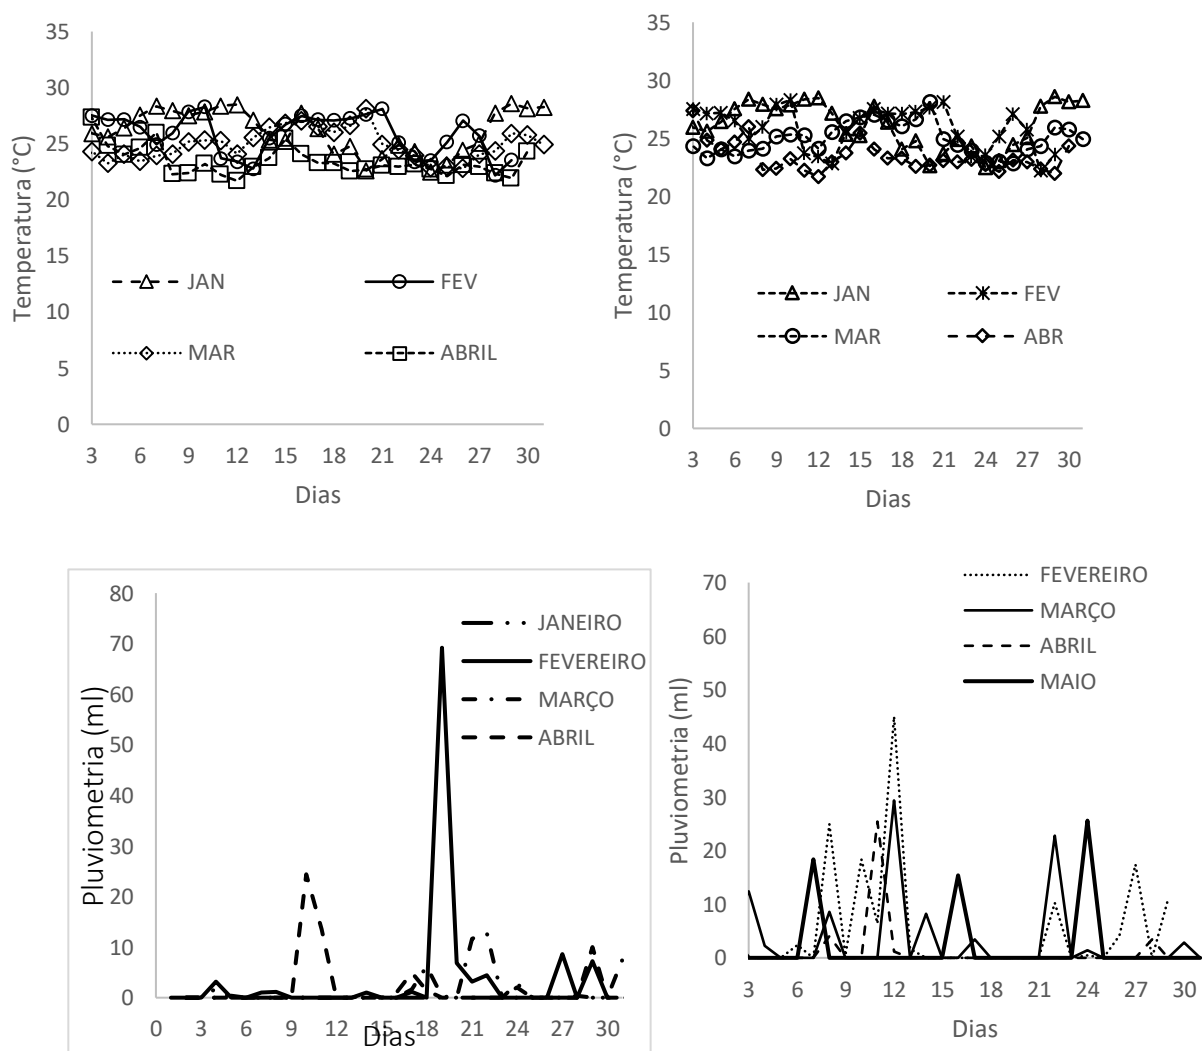 35
30
25
20
15
10
5
0
Temperatura (°C)
JAN
FEV
MAR
ABRIL
3 6 9 12 15 18 21 24 27 30
Dias
35
30
25
20
15
10
5
0
Temperatura (°C)
JAN
FEV
MAR
ABR
3 6 9 12 15 18 21 24 27 30
Dias
80
70
60
50
40
30
20
10
0
Pluviometria (ml)
JANEIRO
FEVEREIRO
MARÇO
ABRIL
0 3 6 9 12 15 18 21 24 27 30
Dias
70
60
50
40
30
20
10
0
Pluviometria (ml)
FEVEREIRO
MARÇO
ABRIL
MAIO
3 6 9 12 15 18 21 24 27 30
Dias